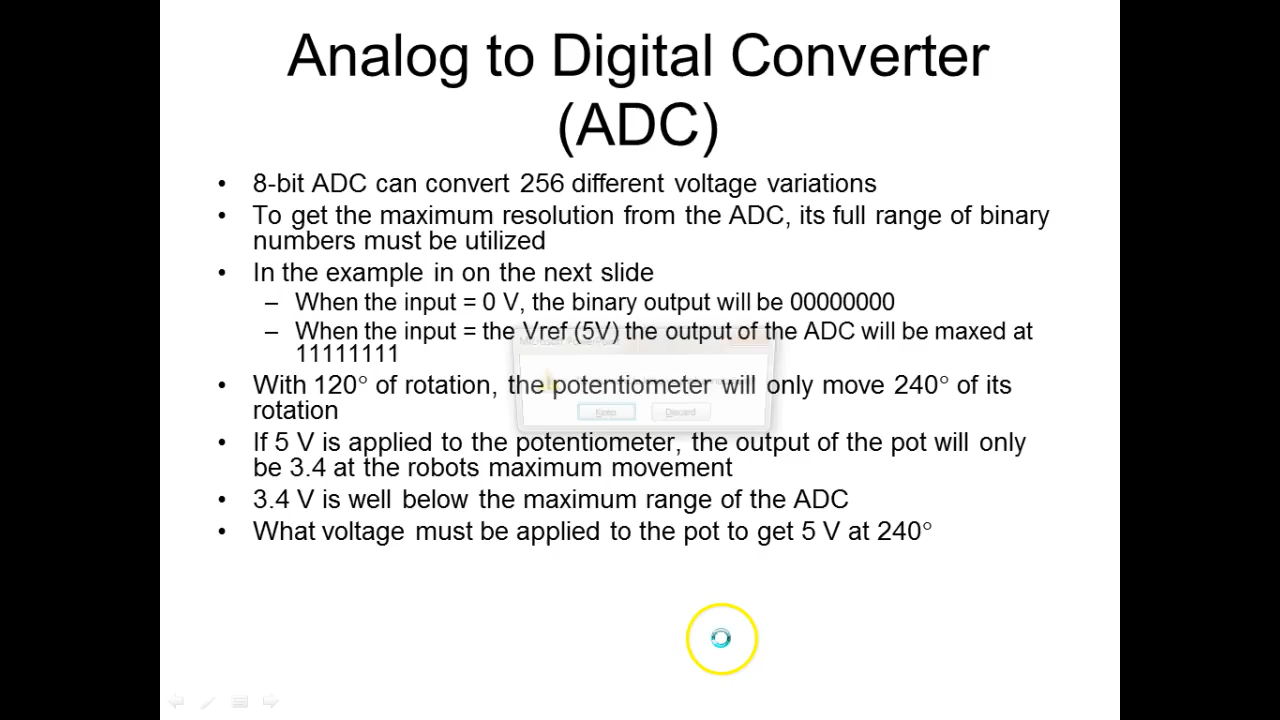 Analog to Digital Converter
(ADC)
• 8-bit ADC can convert 256 different voltage variations
• To get the maximum resolution from the ADC, its full range of binary
numbers must be utilized
• In the example in on the next slide
– When the input = 0 V, the binary output will be 00000000
– When the input = the Vref (5V) the output of the ADC will be maxed at
11111111
• With 120° of rotation, the potentiometer will only move 240° of its
rotation
• If 5 V is applied to the potentiometer, the output of the pot will only
be 3.4 at the robots maximum movement
• 3.4 V is well below the maximum range of the ADC
• What voltage must be applied to the pot to get 5 V at 240°
Microsoft PowerPoint
Keep Discard